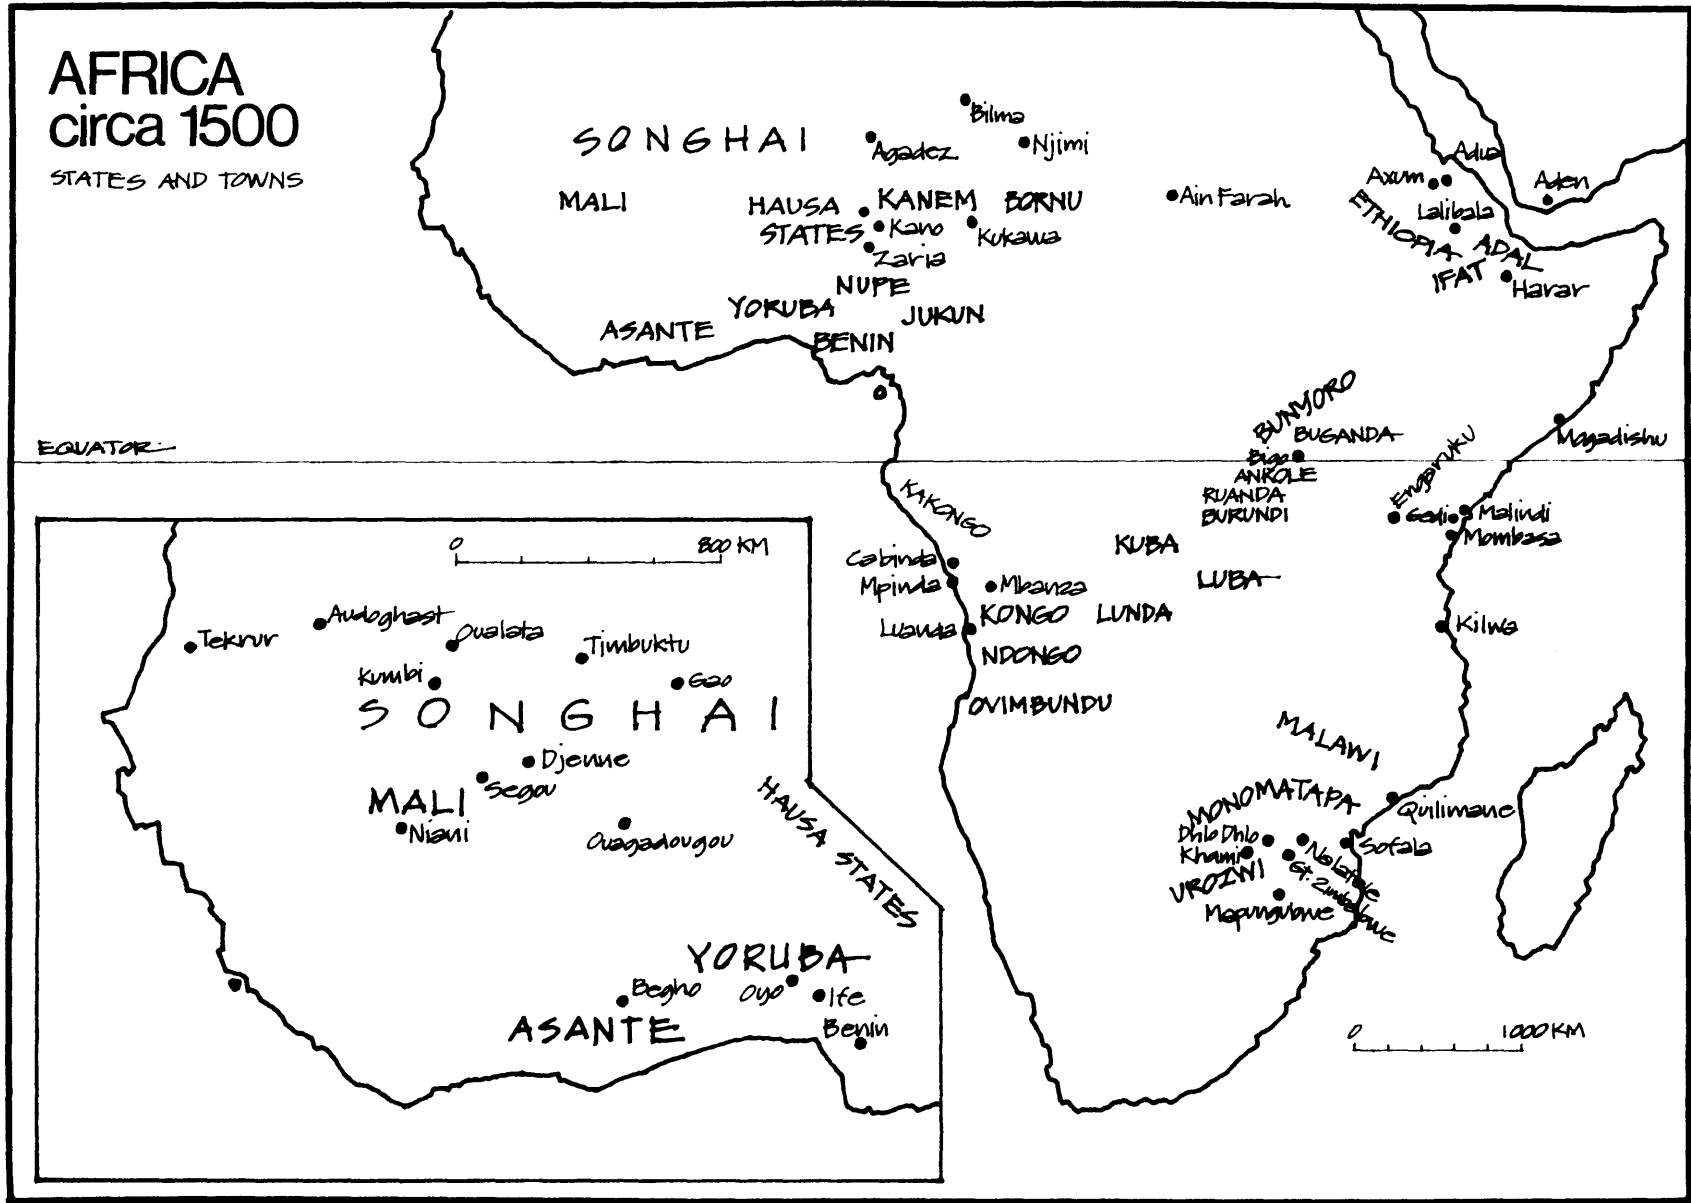 AFRICA
circa 1500
STATES AND TOWNS
SONGHAI
MALI
Bilma
Agadez
Njimi
HAUSA
STATES
KANEM
BORNU
Kano
Kukawa
Zaria
NUPE
YORUBA
JUKUN
ASANTE
BENIN
Ain Farah
Adua
Axum
Aden
Lalibala
ETHIOPIA
ADAL
IFAT
Harar
EQUATOR
BUNYORO
BUGANDA
Bigo
ANKOLE
RUANDA
BURUNDI
Engaruku
Mogadishu
Gedi
Malindi
Mombasa
KAKONGO
Cabinda
Mpinda
Mbanza
KUBA
LUBA
KONGO
LUNDA
Luanda
NDONGO
Kilwa
OVIMBUNDU
MALAWI
MONOMATAPA
Quilimane
Dhlo Dhlo
Khami
Nalatale
Sofala
UROZWI
Gt. Zimbabwe
Mapungubwe
0 1000 KM
0 800 KM
Tekrur
Audoghast
Oualata
Timbuktu
Kumbi
Gao
SONGHAI
Djenne
Segou
MALI
Niani
Ouagadougou
HAUSA STATES
YORUBA
Begho
Oyo
Ife
ASANTE
Benin